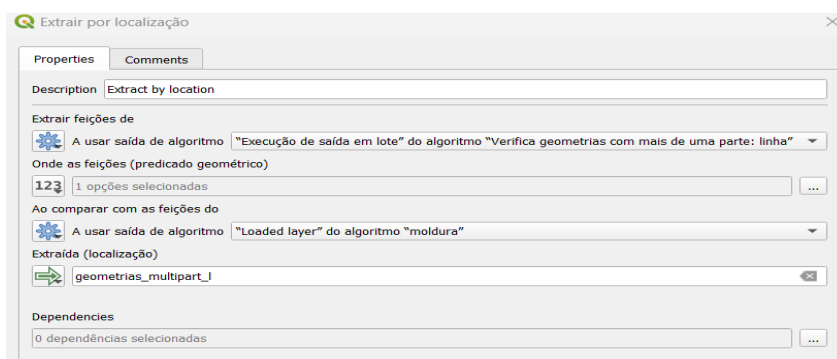 Extrair por localização
Properties Comments
Description Extract by location
Extrair feições de
A usar saída de algoritmo "Execução de saída em lote" do algoritmo "Verifica geometrias com mais de uma parte: linha"
Onde as feições (predicado geométrico)
123 1 opções selecionadas ...
Ao comparar com as feições do
A usar saída de algoritmo "Loaded layer" do algoritmo "moldura"
Extraída (localização)
geometrias_multipart_l
Dependencies
0 dependências selecionadas ...